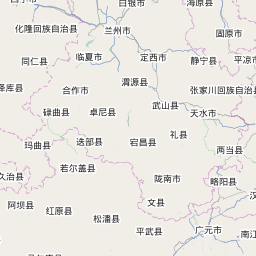 白银市
海原县
化隆回族自治县
兰州市
固原市
临夏市
定西市
静宁县
平凉
同仁县
渭源县
泽库县
合作市
张家川回族自治县
武山县
碌曲县
卓尼县
天水市
礼县
玛曲县
迭部县
宕昌县
两当县
若尔盖县
久治县
陇南市
略阳县
阿坝县
红原县
文县
松潘县
平武县
广元市
南江